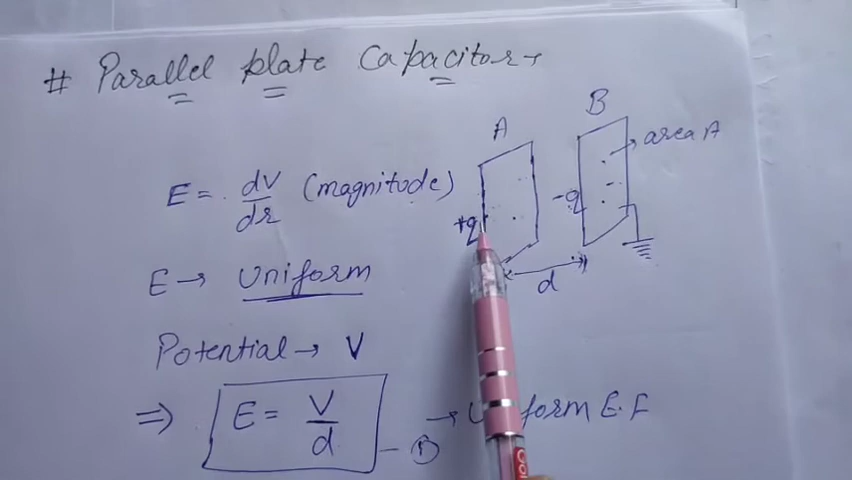 # Parallel plate Capacitor→
A
B
area A
E = dV/dr (magnitude)
+q
-q
E → Uniform
d
Potential → V
⇒ E = V/d - ①
→ U form E.F